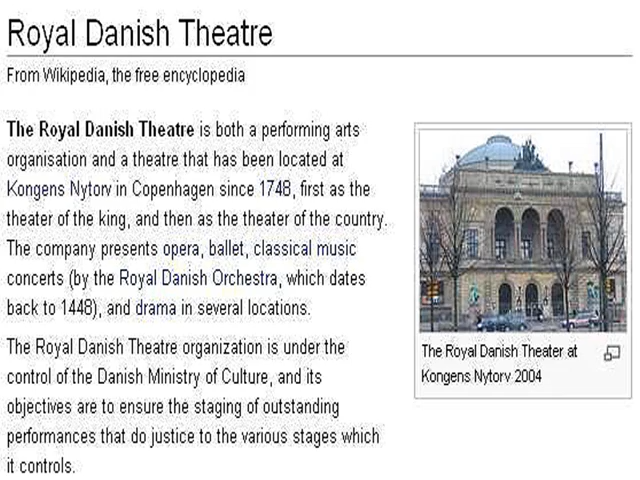 Royal Danish Theatre
From Wikipedia, the free encyclopedia
The Royal Danish Theatre is both a performing arts
organisation and a theatre that has been located at
Kongens Nytorv in Copenhagen since 1748, first as the
theater of the king, and then as the theater of the country.
The company presents opera, ballet, classical music
concerts (by the Royal Danish Orchestra, which dates
back to 1448), and drama in several locations.
The Royal Danish Theatre organization is under the
control of the Danish Ministry of Culture, and its
objectives are to ensure the staging of outstanding
performances that do justice to the various stages which
it controls.
The Royal Danish Theater at
Kongens Nytorv 2004